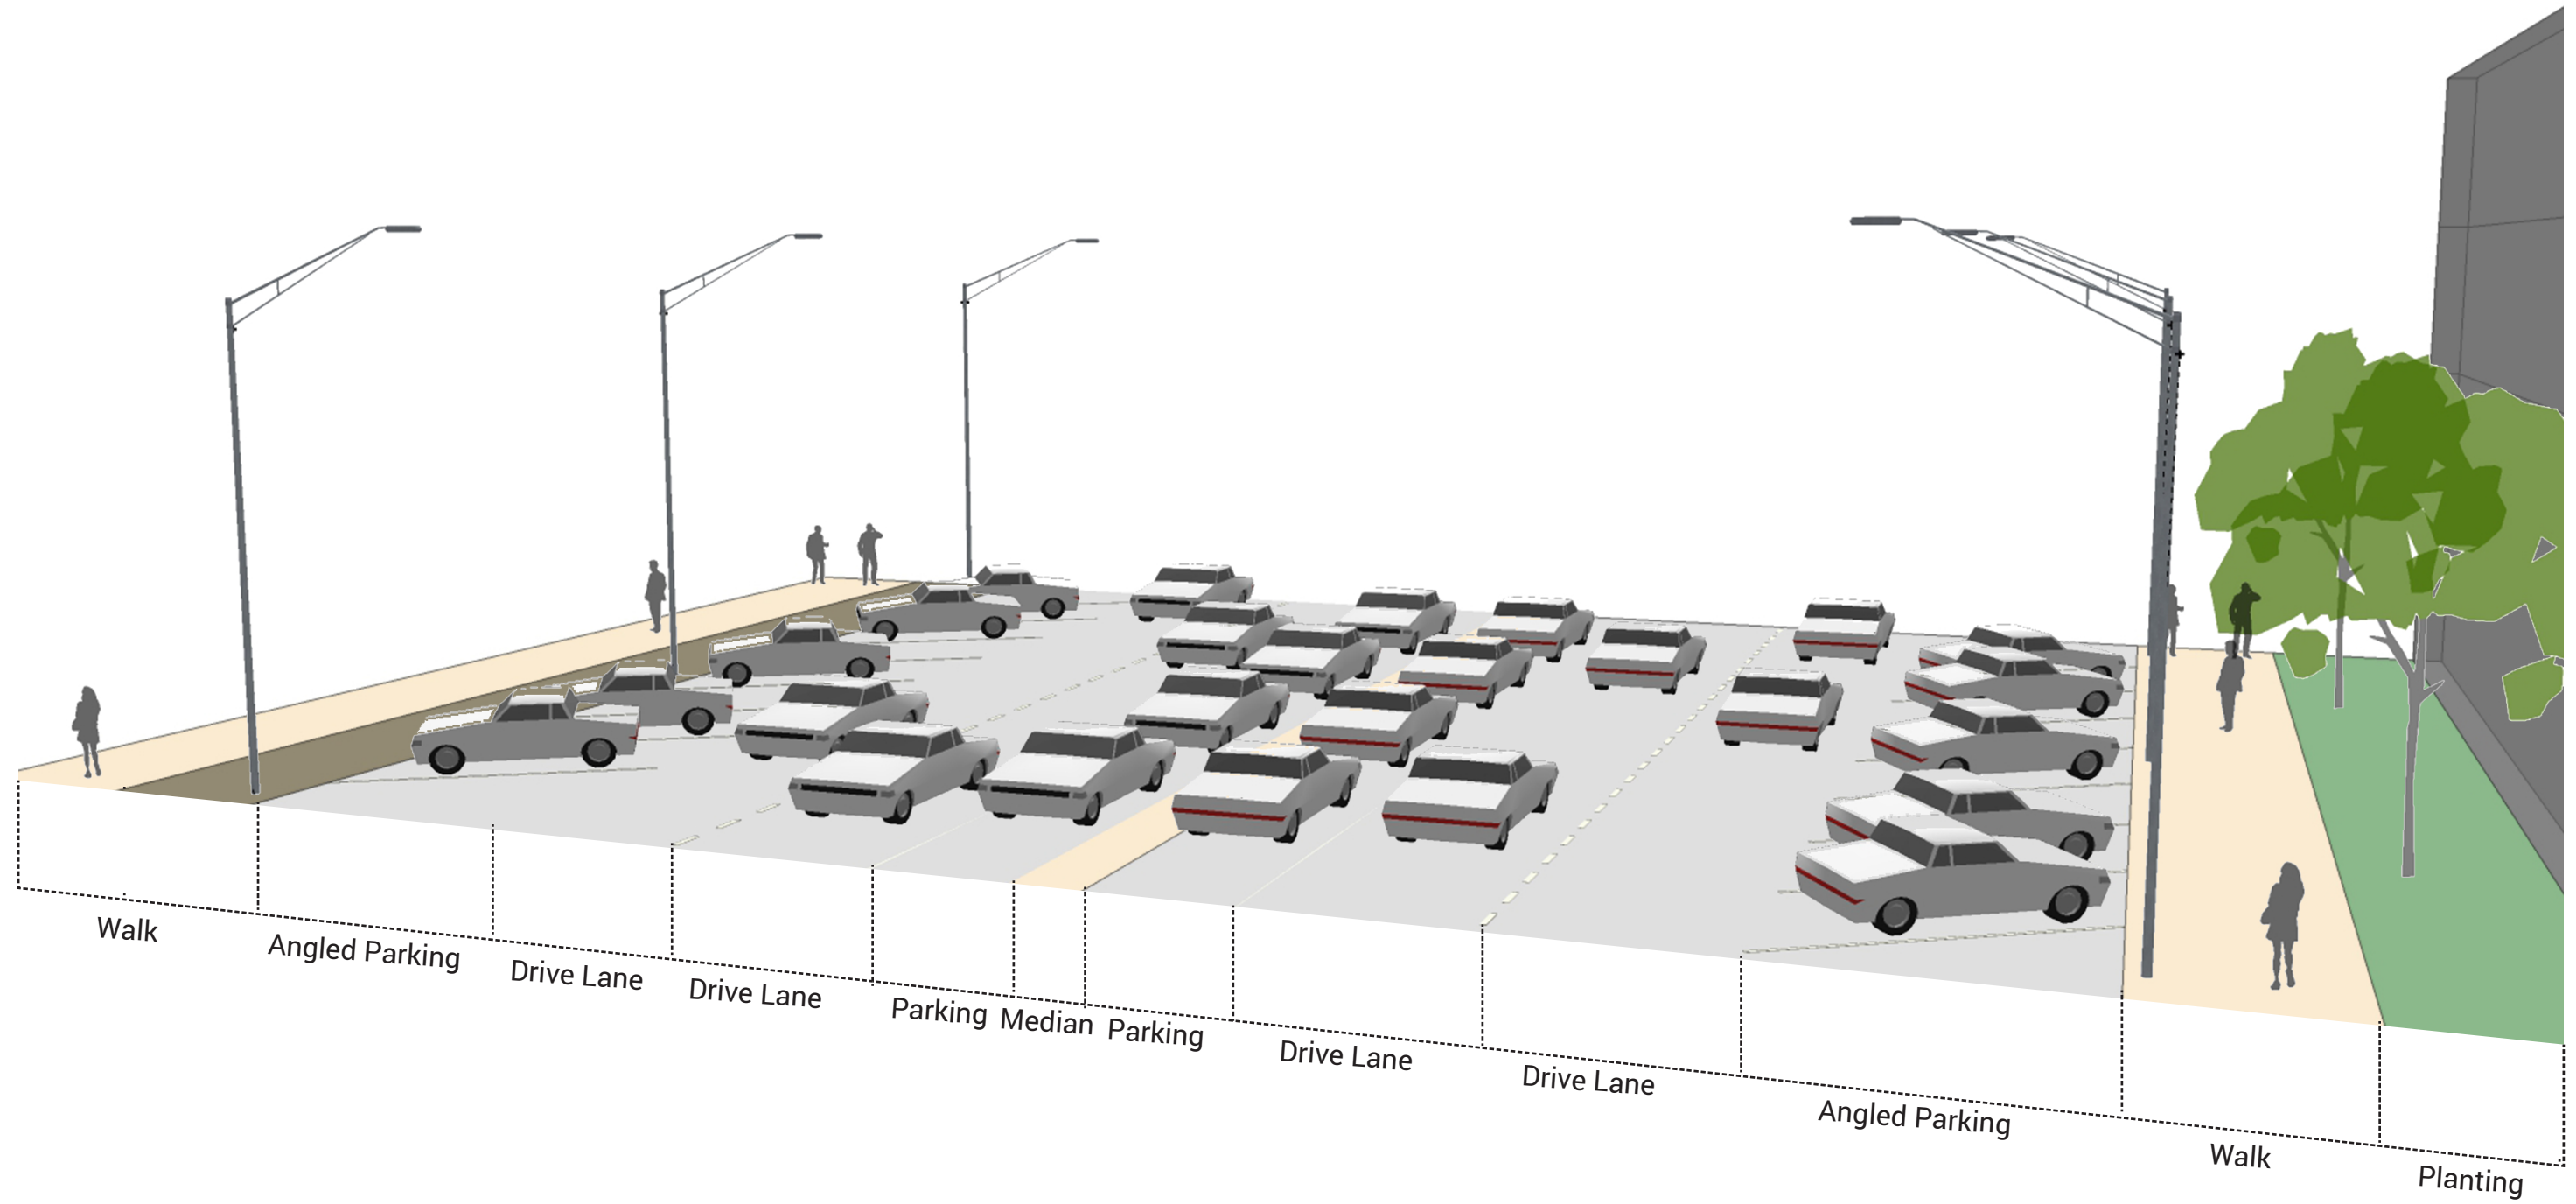 Walk
Angled Parking
Drive Lane
Drive Lane
Parking
Median
Parking
Drive Lane
Drive Lane
Angled Parking
Walk
Planting